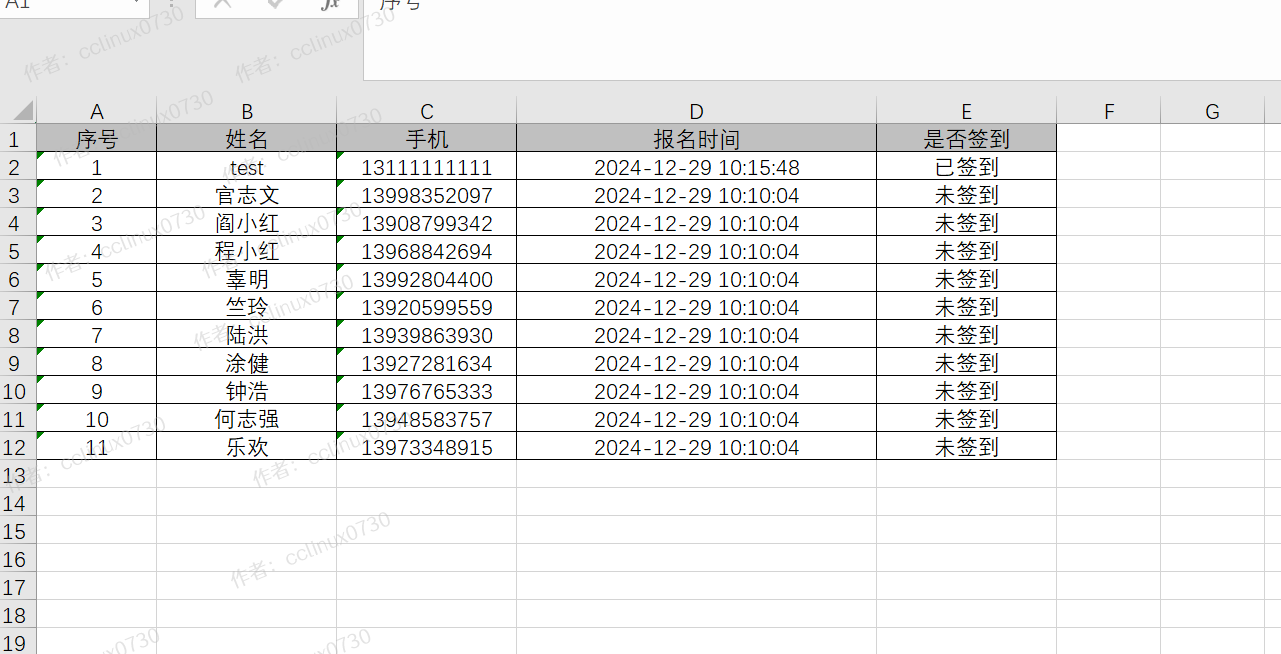 A1 fx 序号
作者：cclinux0730 作者：cclinux0730
A B C D E F G
1 序号 姓名 手机 报名时间 是否签到
2 1 test 13111111111 2024-12-29 10:15:48 已签到
3 2 官志文 13998352097 2024-12-29 10:10:04 未签到
4 3 阎小红 13908799342 2024-12-29 10:10:04 未签到
5 4 程小红 13968842694 2024-12-29 10:10:04 未签到
6 5 辜明 13992804400 2024-12-29 10:10:04 未签到
7 6 竺玲 13920599559 2024-12-29 10:10:04 未签到
8 7 陆洪 13939863930 2024-12-29 10:10:04 未签到
9 8 涂健 13927281634 2024-12-29 10:10:04 未签到
10 9 钟浩 13976765333 2024-12-29 10:10:04 未签到
11 10 何志强 13948583757 2024-12-29 10:10:04 未签到
12 11 乐欢 13973348915 2024-12-29 10:10:04 未签到
13
14
15
16
作者：cclinux0730
17
18
19